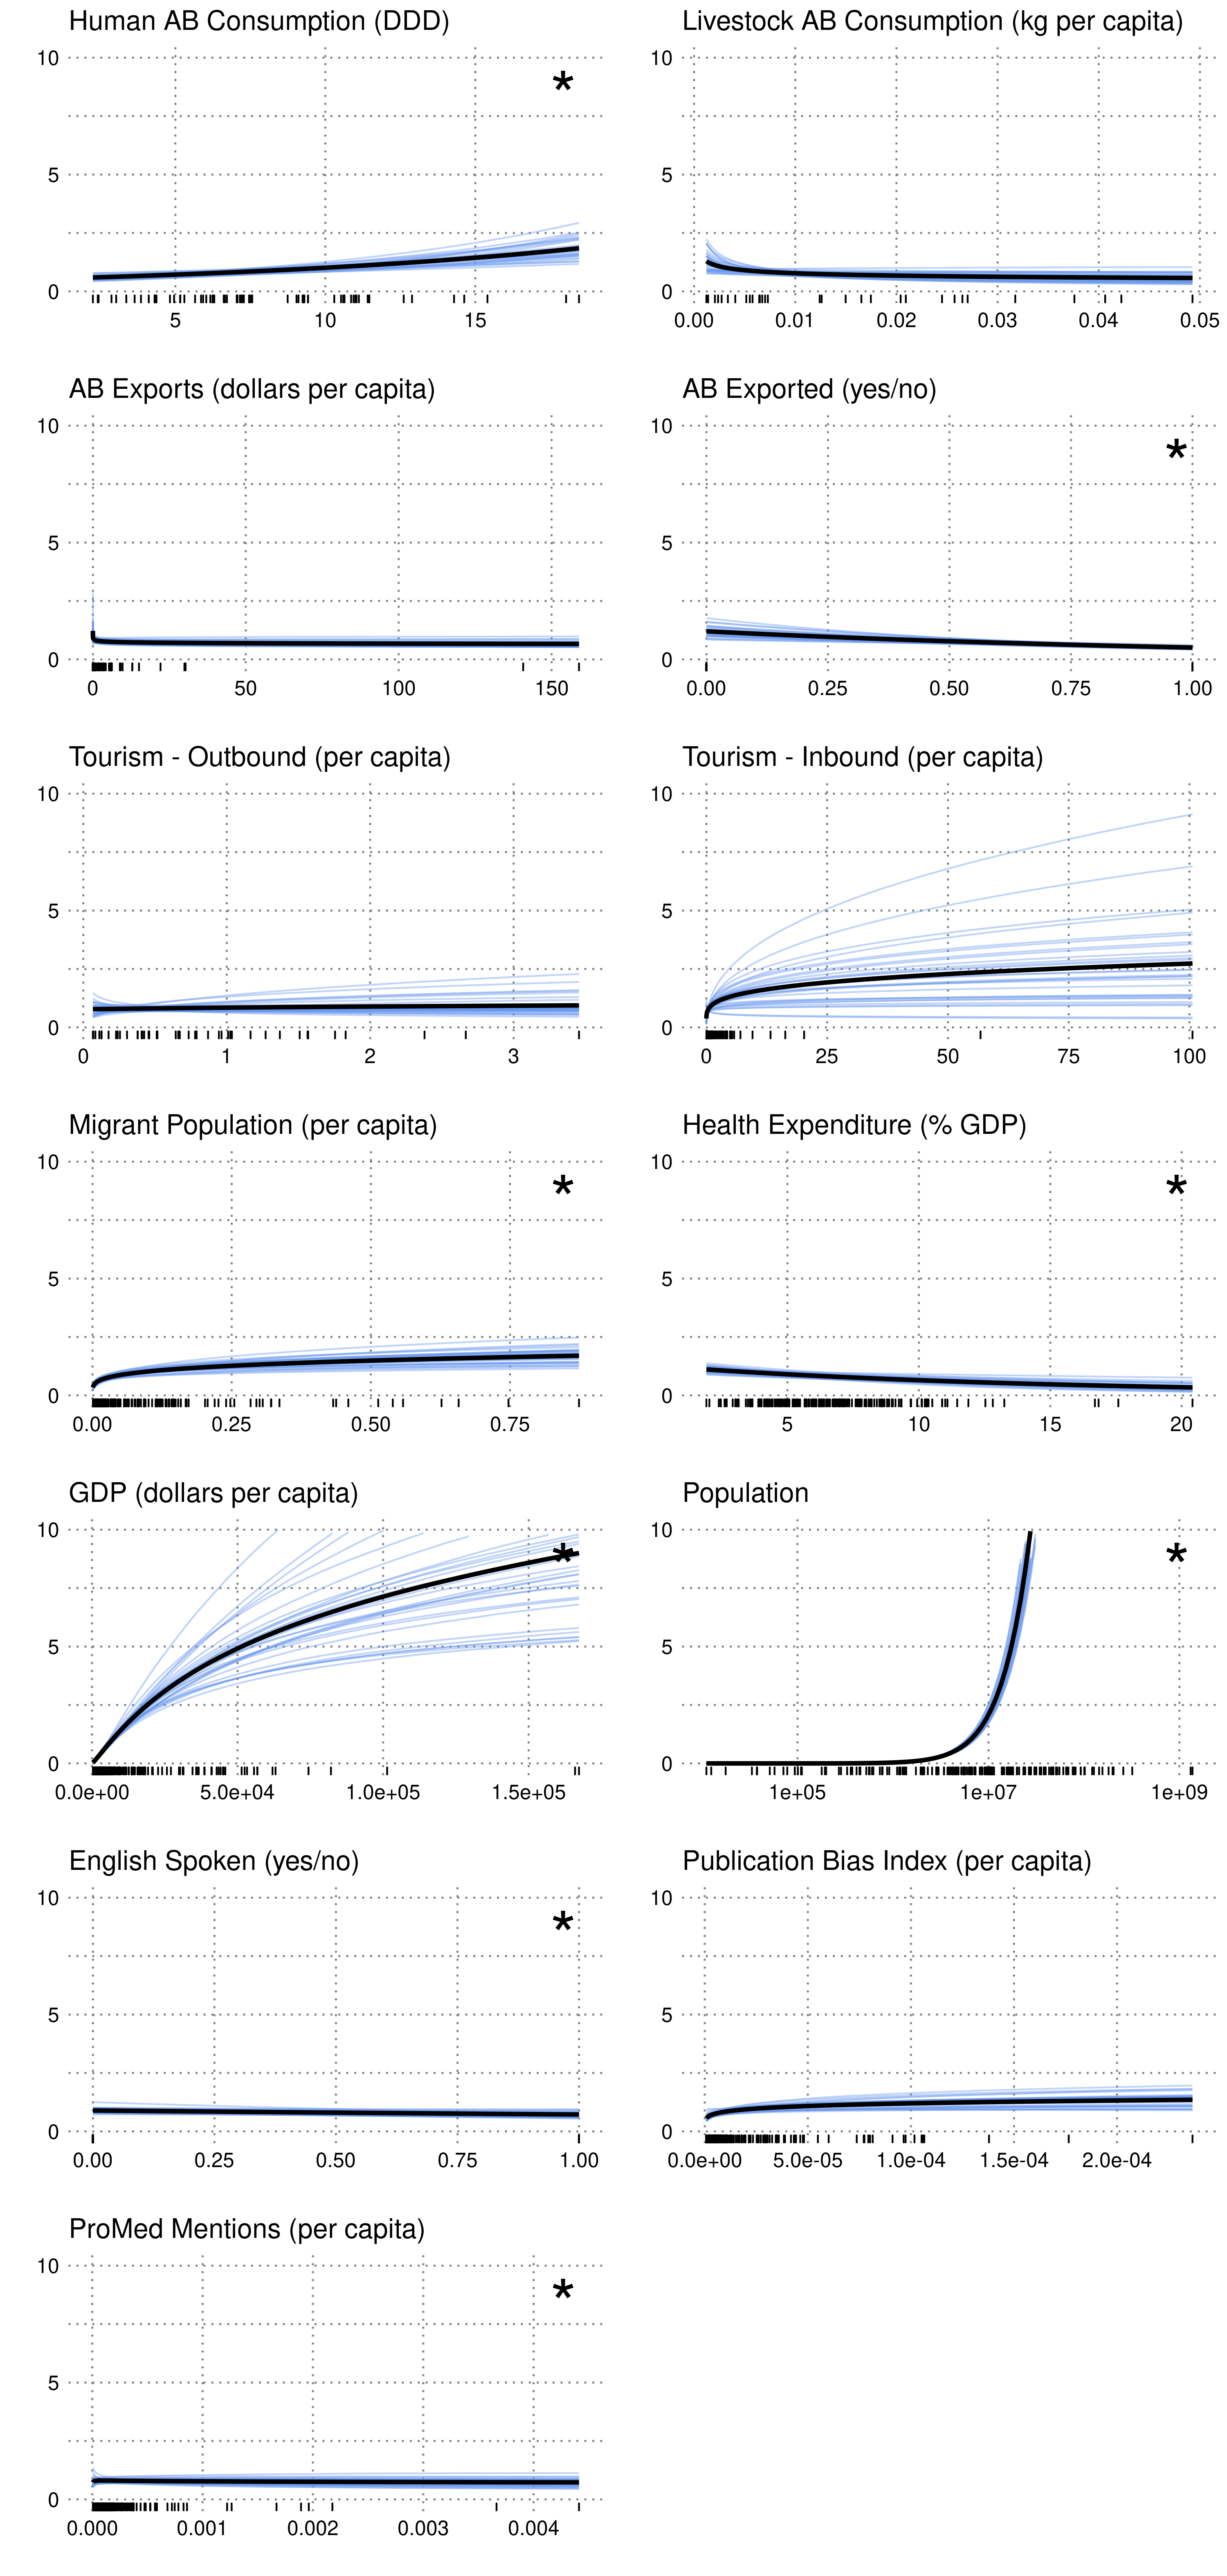 Human AB Consumption (DDD)
10
5
0
5 10 15
*
Livestock AB Consumption (kg per capita)
10
5
0
0.00 0.01 0.02 0.03 0.04 0.05
AB Exports (dollars per capita)
10
5
0
0 50 100 150
AB Exported (yes/no)
10
5
0
0.00 0.25 0.50 0.75 1.00
*
Tourism - Outbound (per capita)
10
5
0
0 1 2 3
Tourism - Inbound (per capita)
10
5
0
0 25 50 75 100
Migrant Population (per capita)
10
5
0
0.00 0.25 0.50 0.75
*
Health Expenditure (% GDP)
10
5
0
5 10 15 20
*
GDP (dollars per capita)
10
5
0
0.0e+00 5.0e+04 1.0e+05 1.5e+05
*
Population
10
5
0
1e+05 1e+07 1e+09
*
English Spoken (yes/no)
10
5
0
0.00 0.25 0.50 0.75 1.00
*
Publication Bias Index (per capita)
10
5
0
0.0e+00 5.0e-05 1.0e-04 1.5e-04 2.0e-04
ProMed Mentions (per capita)
10
5
0
0.000 0.001 0.002 0.003 0.004
*